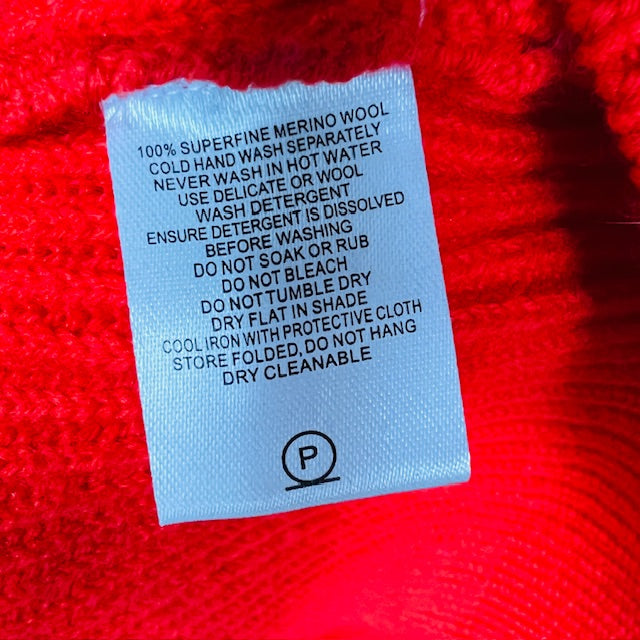 100% SUPERFINE MERINO WOOL
COLD HAND WASH SEPARATELY
NEVER WASH IN HOT WATER
USE DELICATE OR WOOL
WASH DETERGENT
ENSURE DETERGENT IS DISSOLVED
BEFORE WASHING
DO NOT SOAK OR RUB
DO NOT BLEACH
DO NOT TUMBLE DRY
DRY FLAT IN SHADE
COOL IRON WITH PROTECTIVE CLOTH
STORE FOLDED, DO NOT HANG
DRY CLEANABLE
P